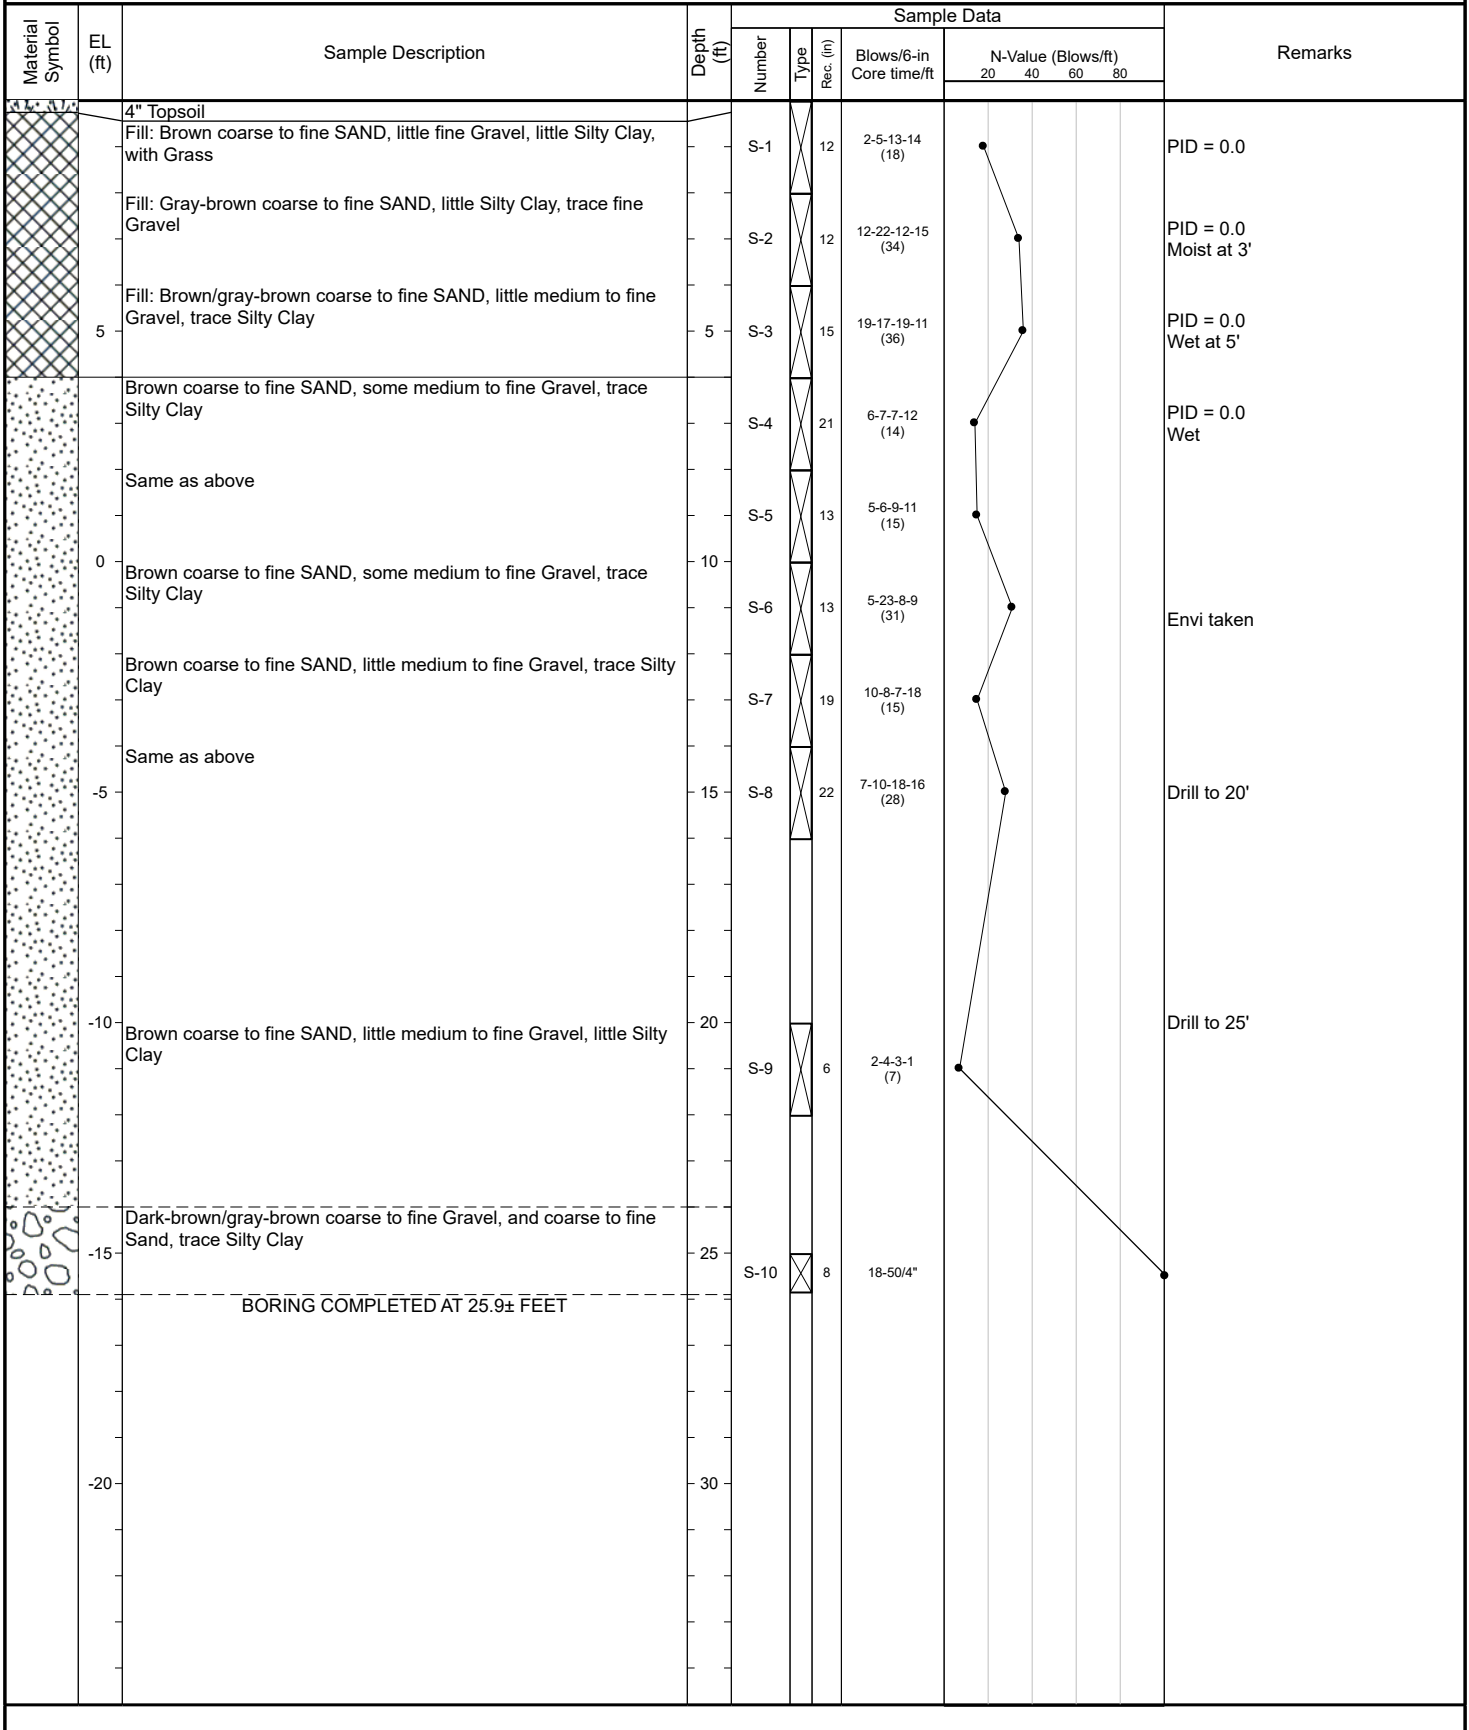 Sample Data
Material
Symbol
EL
(ft)
Sample Description
Depth
(ft)
Number
Type
Rec. (in)
Blows/6-in
Core time/ft
N-Value (Blows/ft)
20 40 60 80
Remarks
4" Topsoil
Fill: Brown coarse to fine SAND, little fine Gravel, little Silty Clay,
with Grass
S-1 12 2-5-13-14
(18)
PID = 0.0
Fill: Gray-brown coarse to fine SAND, little Silty Clay, trace fine
Gravel
S-2 12 12-22-12-15
(34)
PID = 0.0
Moist at 3'
Fill: Brown/gray-brown coarse to fine SAND, little medium to fine
Gravel, trace Silty Clay
5 5 S-3 15 19-17-19-11
(36)
PID = 0.0
Wet at 5'
Brown coarse to fine SAND, some medium to fine Gravel, trace
Silty Clay
S-4 21 6-7-7-12
(14)
PID = 0.0
Wet
Same as above
S-5 13 5-6-9-11
(15)
0 10
Brown coarse to fine SAND, some medium to fine Gravel, trace
Silty Clay
S-6 13 5-23-8-9
(31)
Envi taken
Brown coarse to fine SAND, little medium to fine Gravel, trace Silty
Clay
S-7 19 10-8-7-18
(15)
Same as above
-5 15 S-8 22 7-10-18-16
(28)
Drill to 20'
-10 20 Drill to 25'
Brown coarse to fine SAND, little medium to fine Gravel, little Silty
Clay
S-9 6 2-4-3-1
(7)
Dark-brown/gray-brown coarse to fine Gravel, and coarse to fine
Sand, trace Silty Clay
-15 25
S-10 8 18-50/4"
BORING COMPLETED AT 25.9± FEET
-20 30